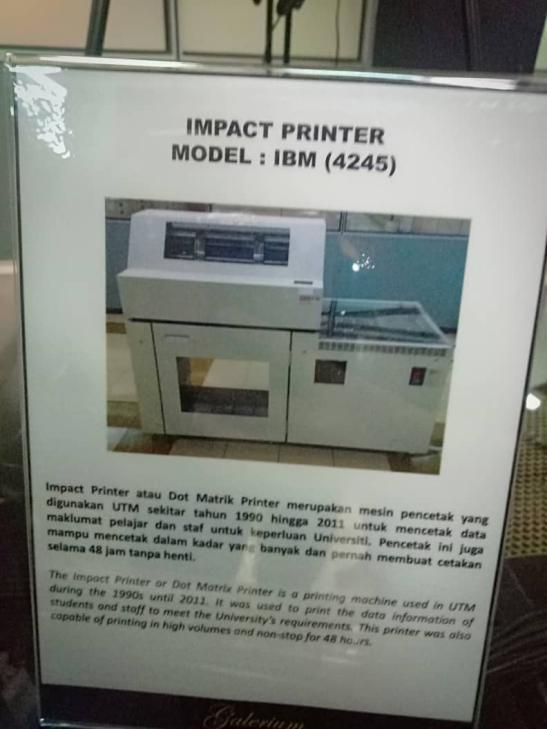 IMPACT PRINTER
MODEL : IBM (4245)
Impact Printer atau Dot Matrik Printer merupakan mesin pencetak yang
digunakan UTM sekitar tahun 1990 hingga 2011 untuk mencetak data
maklumat pelajar dan staf untuk keperluan Universiti. Pencetak ini juga
mampu mencetak dalam kadar yang banyak dan pernah membuat cetakan
selama 48 jam tanpa henti.
The Impact Printer or Dot Matrix Printer is a printing machine used in UTM
during the 1990s until 2011. It was used to print the data information of
students and staff to meet the University's requirements. This printer was also
capable of printing in high volumes and non-stop for 48 hours.
Galerium